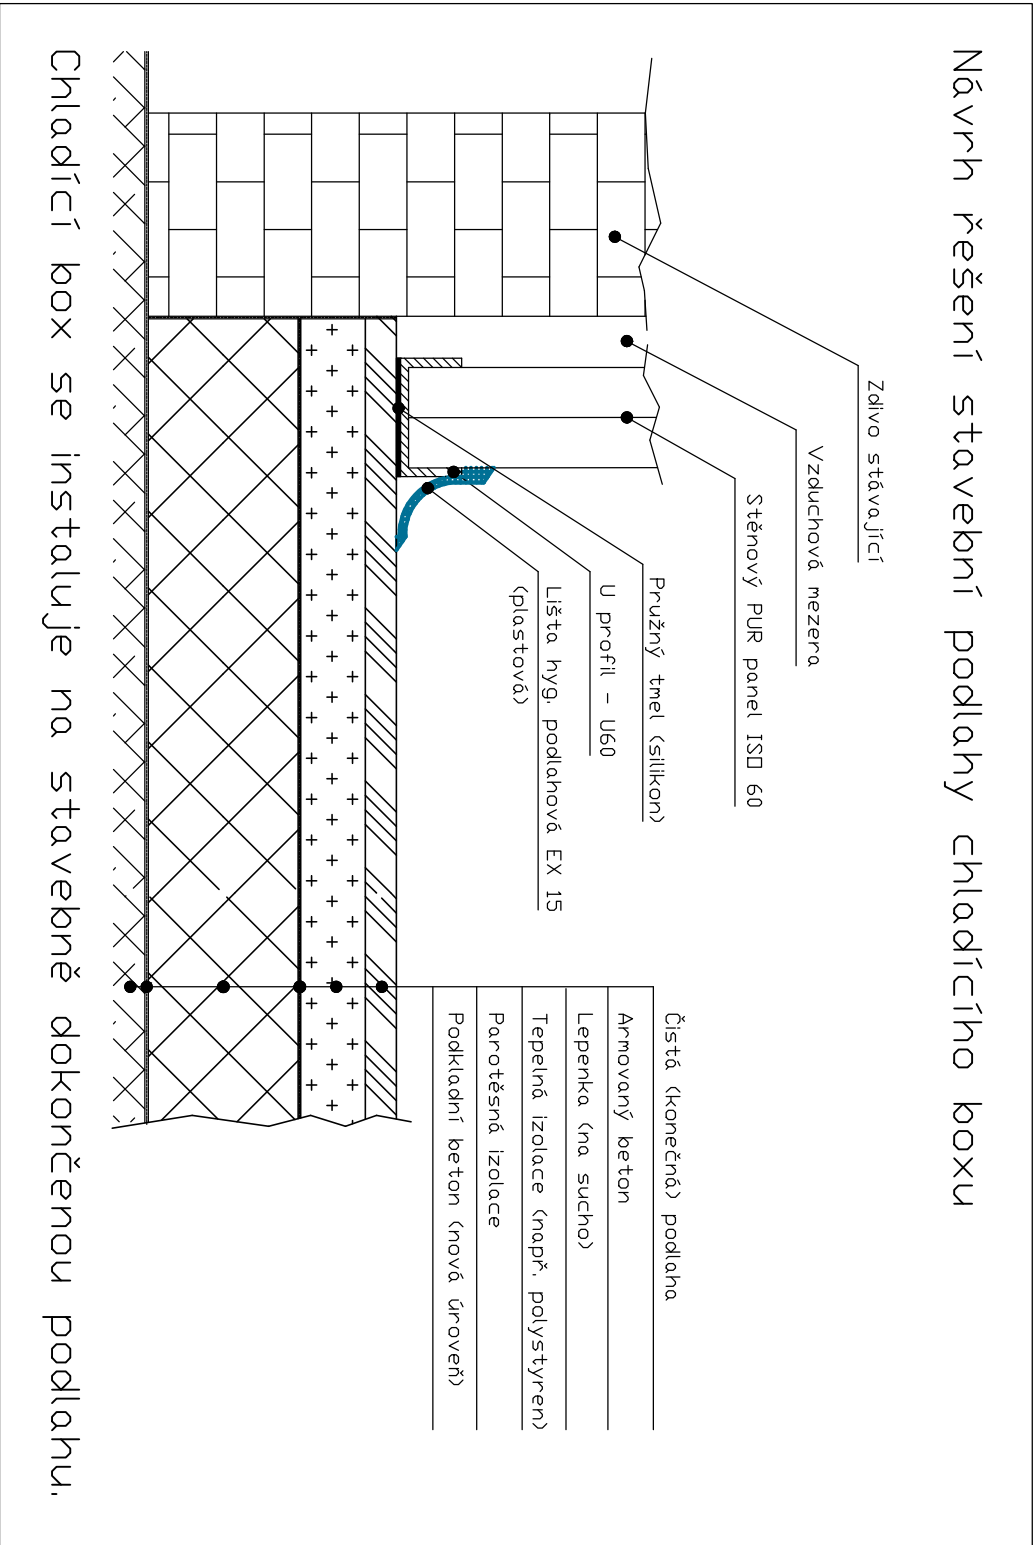 Návrh řešení stavební podlahy chladícího boxu
Zdivo stávající
Vzduchová mezera
Stěnový PUR panel ISO 60
Pružný tmel (silikon)
U profil - U60
Lišta hyg. podlahová EX 15
(plastová)
Čistá (konečná) podlaha
Armovaný beton
Lepenka (na sucho)
Tepelná izolace (např. polystyren)
Parotěsná izolace
Podkladní beton (nová úroveň)
Chladící box se instaluje na stavebně dokončenou podlahu.